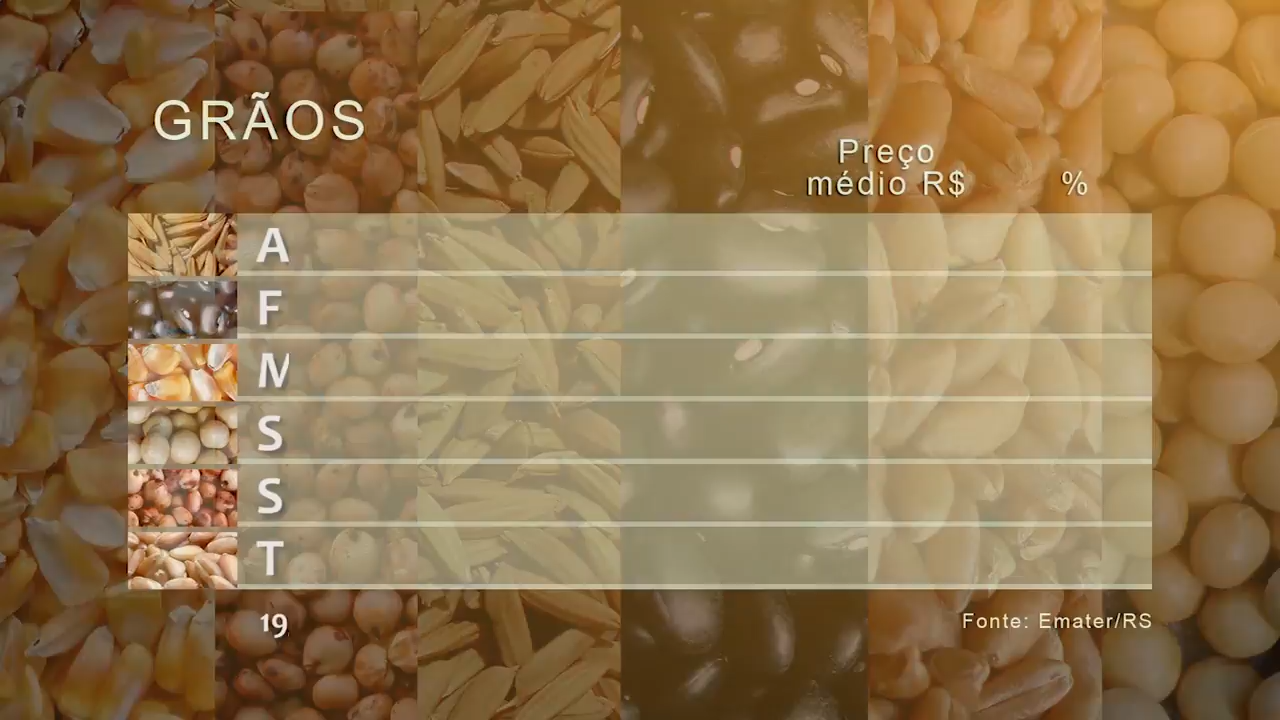 GRÃOS
Preço
médio R$ %
A
F
M
S
S
T
19
Fonte: Emater/RS